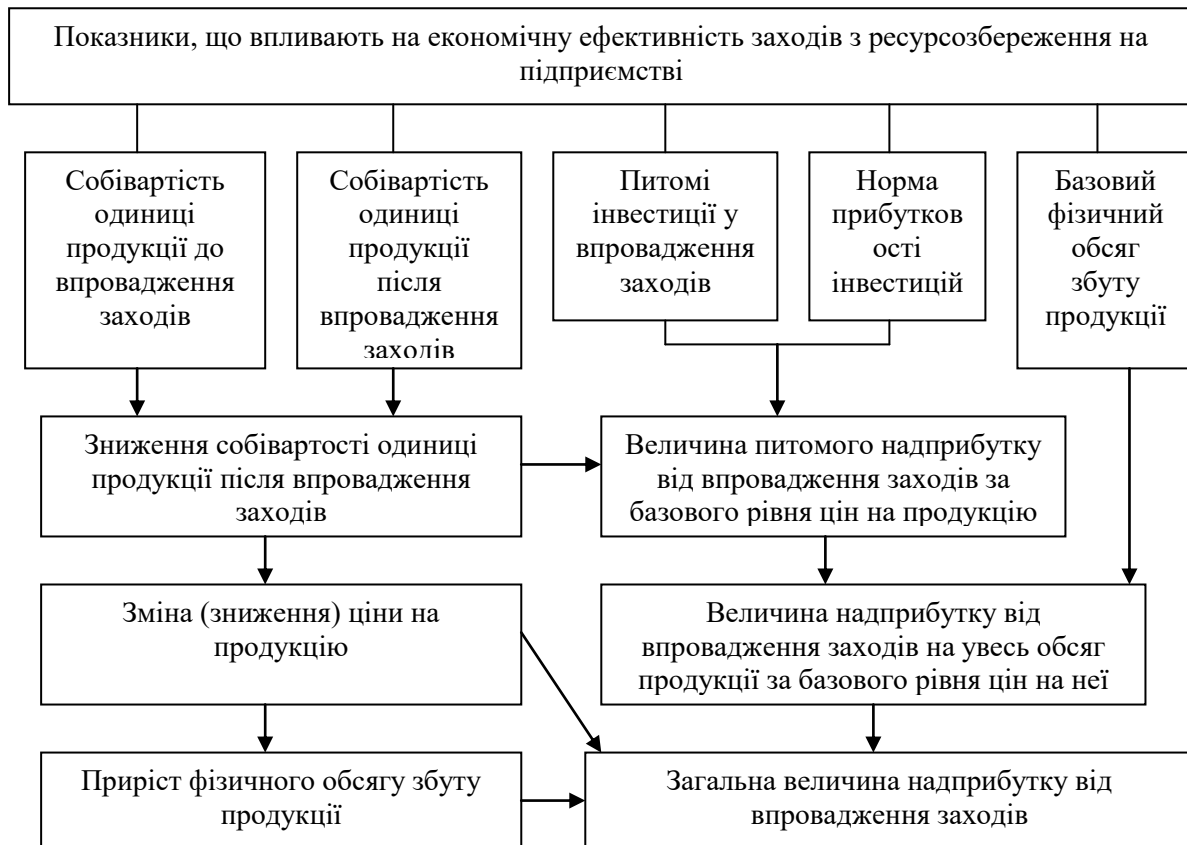 Показники, що впливають на економічну ефективність заходів з ресурсозбереження на
підприємстві
Собівартість
одиниці
продукції до
впровадження
заходів
Собівартість
одиниці
продукції
після
впровадження
заходів
Питомі
інвестиції у
впровадження
заходів
Норма
прибутков
ості
інвестицій
Базовий
фізичний
обсяг
збуту
продукції
Зниження собівартості одиниці
продукції після впровадження
заходів
Величина питомого надприбутку
від впровадження заходів за
базового рівня цін на продукцію
Зміна (зниження) ціни на
продукцію
Величина надприбутку від
впровадження заходів на увесь обсяг
продукції за базового рівня цін на неї
Приріст фізичного обсягу збуту
продукції
Загальна величина надприбутку від
впровадження заходів